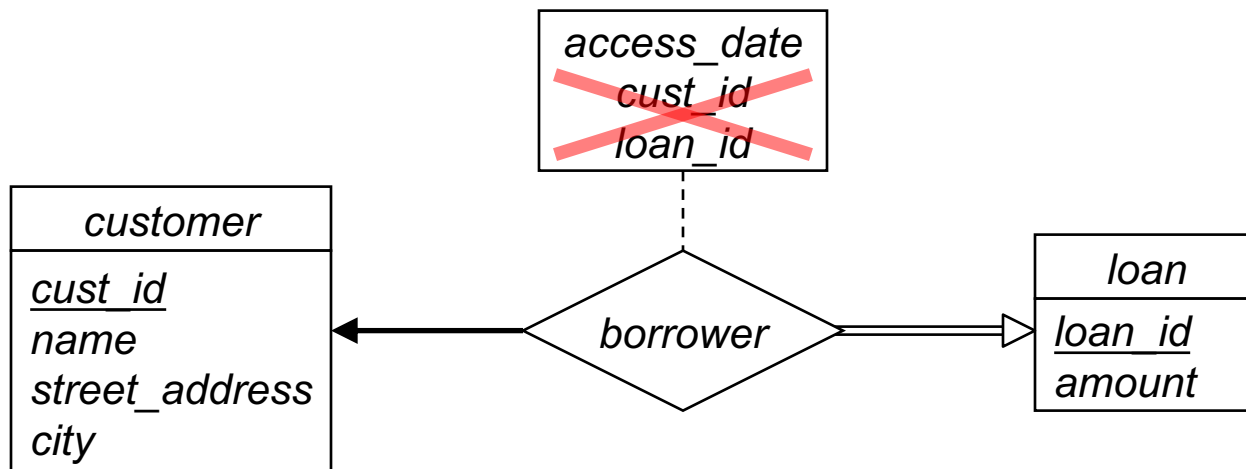 access_date
cust_id
loan_id
customer
cust_id
name
street_address
city
borrower
loan
loan_id
amount